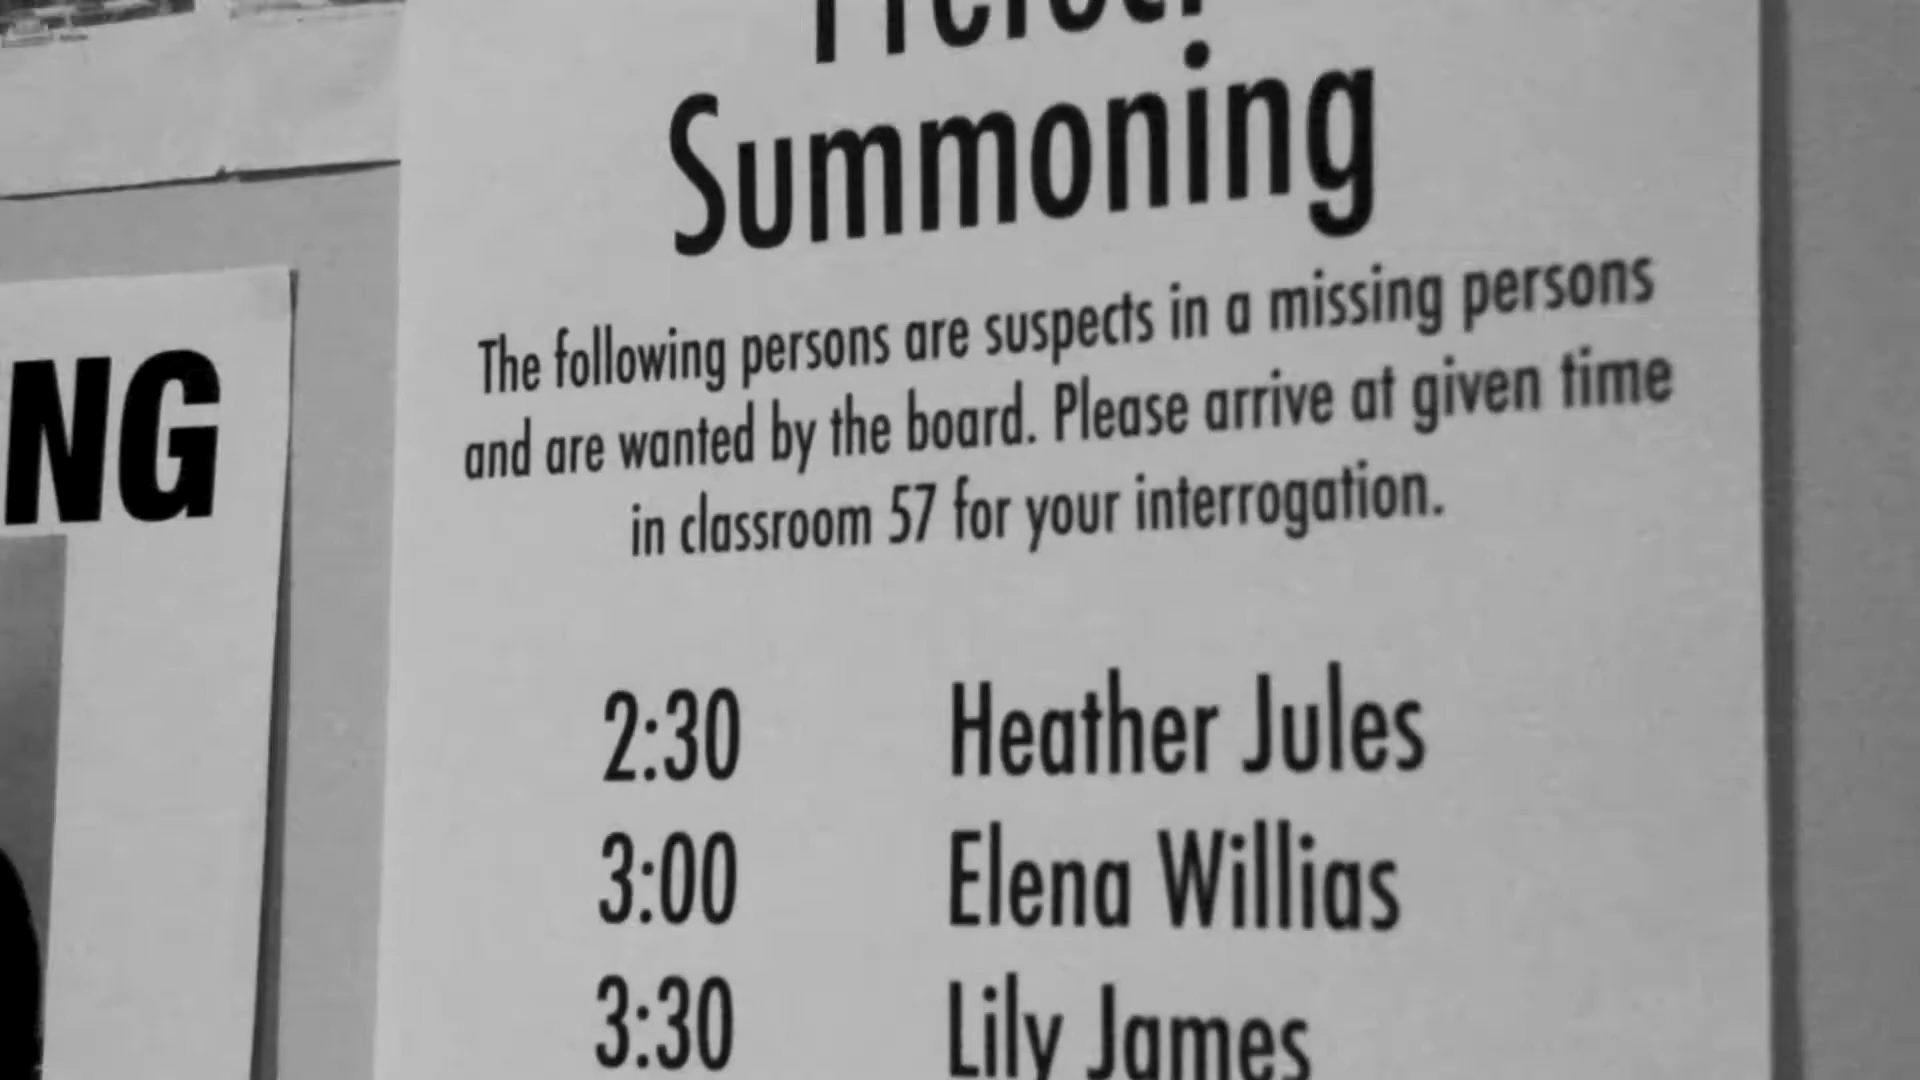 Summoning
The following persons are suspects in a missing persons
and are wanted by the board. Please arrive at given time
in classroom 57 for your interrogation.
2:30 Heather Jules
3:00 Elena Willias
3:30 Lily James
NG